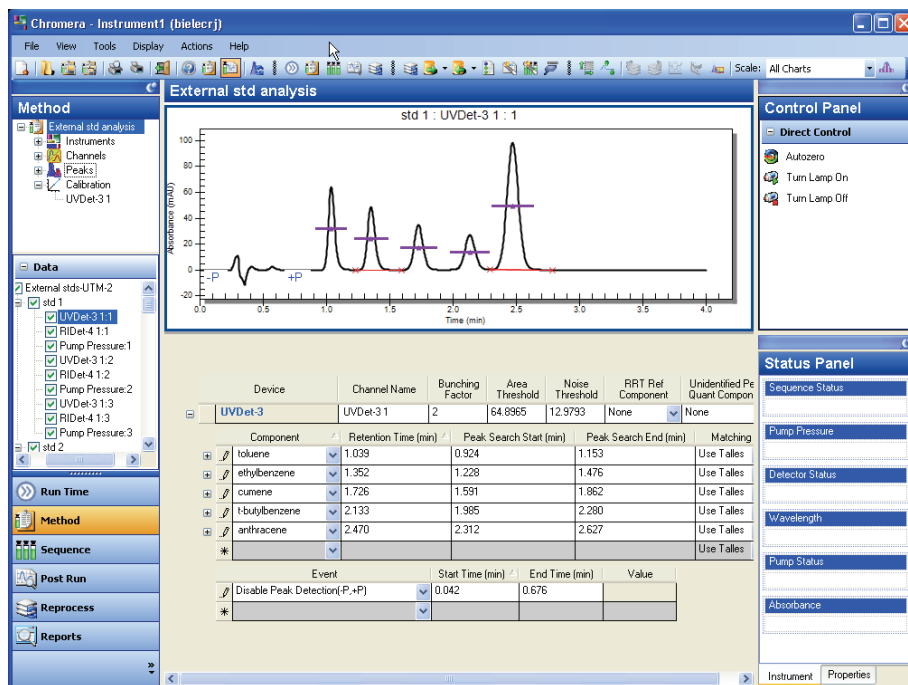 Chromera - Instrument1 (bielecrj)
File View Tools Display Actions Help
Scale: All Charts
Method
External std analysis
Instruments
Channels
Peaks
Calibration
UVDet-3 1
Data
External stds-UTM-2
std 1
UVDet-3 1:1
RIDet-4 1:1
Pump Pressure:1
UVDet-3 1:2
RIDet-4 1:2
Pump Pressure:2
UVDet-3 1:3
RIDet-4 1:3
Pump Pressure:3
std 2
Run Time
Method
Sequence
Post Run
Reprocess
Reports
External std analysis
std 1 : UVDet-3 1 : 1
Absorbance (mAU)
100
80
60
40
20
0
-20
-P +P
0.0 0.5 1.0 1.5 2.0 2.5 3.0 3.5 4.0
Time (min)
Device Channel Name Bunching Factor Area Threshold Noise Threshold RRT Ref Component Unidentified Pe Quant Compon
UVDet-3 UVDet-3 1 2 64.8965 12.9793 None None
Component Retention Time (min) Peak Search Start (min) Peak Search End (min) Matching
toluene 1.039 0.924 1.153 Use Talles
ethylbenzene 1.352 1.228 1.476 Use Talles
cumene 1.726 1.591 1.862 Use Talles
t-butylbenzene 2.133 1.985 2.280 Use Talles
anthracene 2.470 2.312 2.627 Use Talles
Use Talles
Event Start Time (min) End Time (min) Value
Disable Peak Detection(-P,+P) 0.042 0.676
Control Panel
Direct Control
Autozero
Turn Lamp On
Turn Lamp Off
Status Panel
Sequence Status
Pump Pressure
Detector Status
Wavelength
Pump Status
Absorbance
Instrument Properties